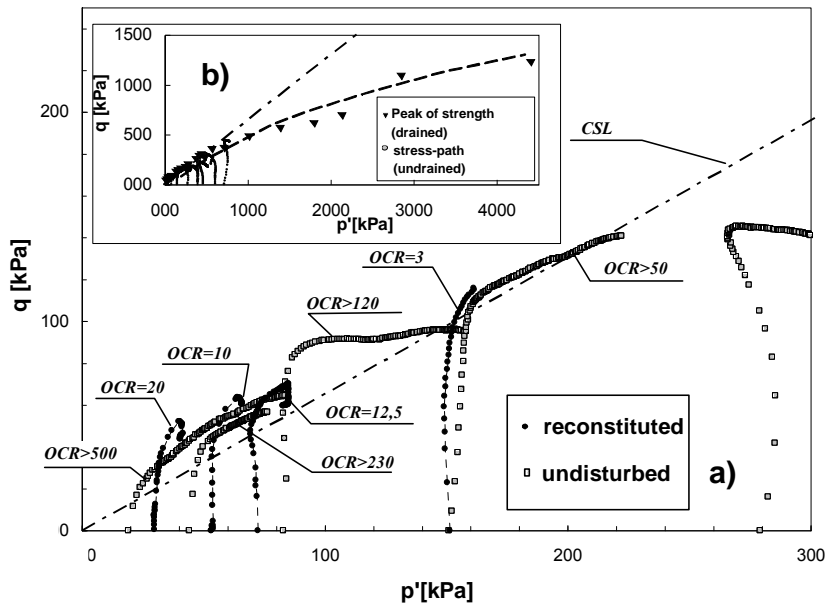 1500
1000
500
000
q [kPa]
b)
Peak of strength
(drained)
stress-path
(undrained)
000 1000 2000 3000 4000
p'[kPa]
200
100
0
q [kPa]
CSL
OCR=3
OCR>50
OCR>120
OCR=10
OCR=20
OCR=12,5
OCR>500
OCR>230
reconstituted
undisturbed
a)
0 100 200 300
p'[kPa]